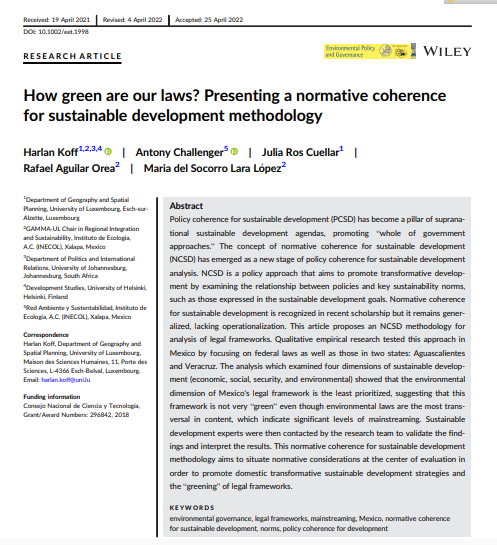 Received: 19 April 2021 | Revised: 4 April 2022 | Accepted: 25 April 2022
DOI: 10.1002/eet.1998
RESEARCH ARTICLE
Environmental Policy
and Governance
WILEY
How green are our laws? Presenting a normative coherence
for sustainable development methodology
Harlan Koff1,2,3,4 | Antony Challenger5 | Julia Ros Cuellar1 |
Rafael Aguilar Orea2 | Maria del Socorro Lara López2
1Department of Geography and Spatial
Planning, University of Luxembourg, Esch-sur-
Alzette, Luxembourg
2GAMMA-UL Chair in Regional Integration
and Sustainability, Instituto de Ecología,
A.C. (INECOL), Xalapa, Mexico
3Department of Politics and International
Relations, University of Johannesburg,
Johannesburg, South Africa
4Development Studies, University of Helsinki,
Helsinki, Finland
5Red Ambiente y Sustentabilidad, Instituto de
Ecología, A.C. (INECOL), Xalapa, Mexico
Correspondence
Harlan Koff, Department of Geography and
Spatial Planning, University of Luxembourg,
Maison des Sciences Humaines, 11, Porte des
Sciences, L-4366 Esch-Belval, Luxembourg.
Email: harlan.koff@uni.lu
Funding information
Consejo Nacional de Ciencia y Tecnología,
Grant/Award Numbers: 296842, 2018
Abstract
Policy coherence for sustainable development (PCSD) has become a pillar of suprana-
tional sustainable development agendas, promoting "whole of government
approaches." The concept of normative coherence for sustainable development
(NCSD) has emerged as a new stage of policy coherence for sustainable development
analysis. NCSD is a policy approach that aims to promote transformative develop-
ment by examining the relationship between policies and key sustainability norms,
such as those expressed in the sustainable development goals. Normative coherence
for sustainable development is recognized in recent scholarship but it remains gener-
alized, lacking operationalization. This article proposes an NCSD methodology for
analysis of legal frameworks. Qualitative empirical research tested this approach in
Mexico by focusing on federal laws as well as those in two states: Aguascalientes
and Veracruz. The analysis which examined four dimensions of sustainable develop-
ment (economic, social, security, and environmental) showed that the environmental
dimension of Mexico's legal framework is the least prioritized, suggesting that this
framework is not very "green" even though environmental laws are the most trans-
versal in content, which indicate significant levels of mainstreaming. Sustainable
development experts were then contacted by the research team to validate the find-
ings and interpret the results. This normative coherence for sustainable development
methodology aims to situate normative considerations at the center of evaluation in
order to promote domestic transformative sustainable development strategies and
the "greening" of legal frameworks.
KEYWORDS
environmental governance, legal frameworks, mainstreaming, Mexico, normative coherence
for sustainable development, norms, policy coherence for development